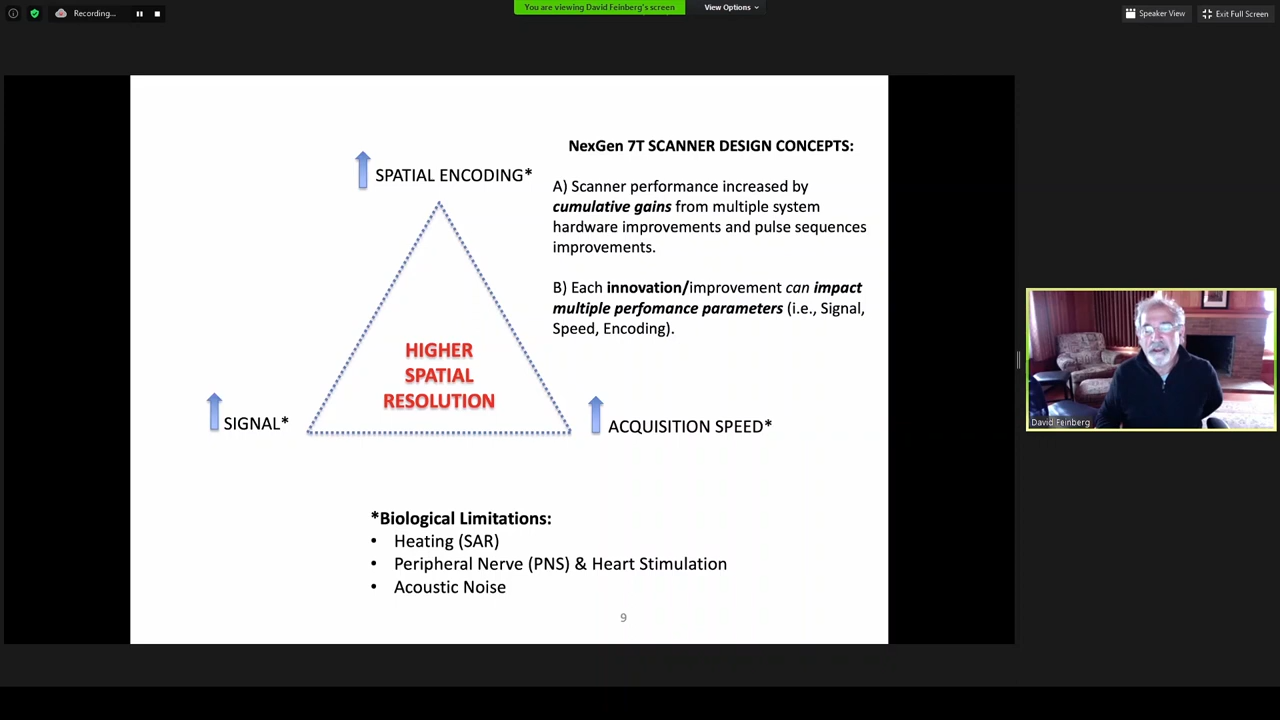 Recording...
You are viewing David Feinberg's screen
View Options
Speaker View
Exit Full Screen
SPATIAL ENCODING*
HIGHER
SPATIAL
RESOLUTION
SIGNAL*
ACQUISITION SPEED*
NexGen 7T SCANNER DESIGN CONCEPTS:
A) Scanner performance increased by
cumulative gains from multiple system
hardware improvements and pulse sequences
improvements.
B) Each innovation/improvement can impact
multiple perfomance parameters (i.e., Signal,
Speed, Encoding).
*Biological Limitations:
• Heating (SAR)
• Peripheral Nerve (PNS) & Heart Stimulation
• Acoustic Noise
9
David Feinberg